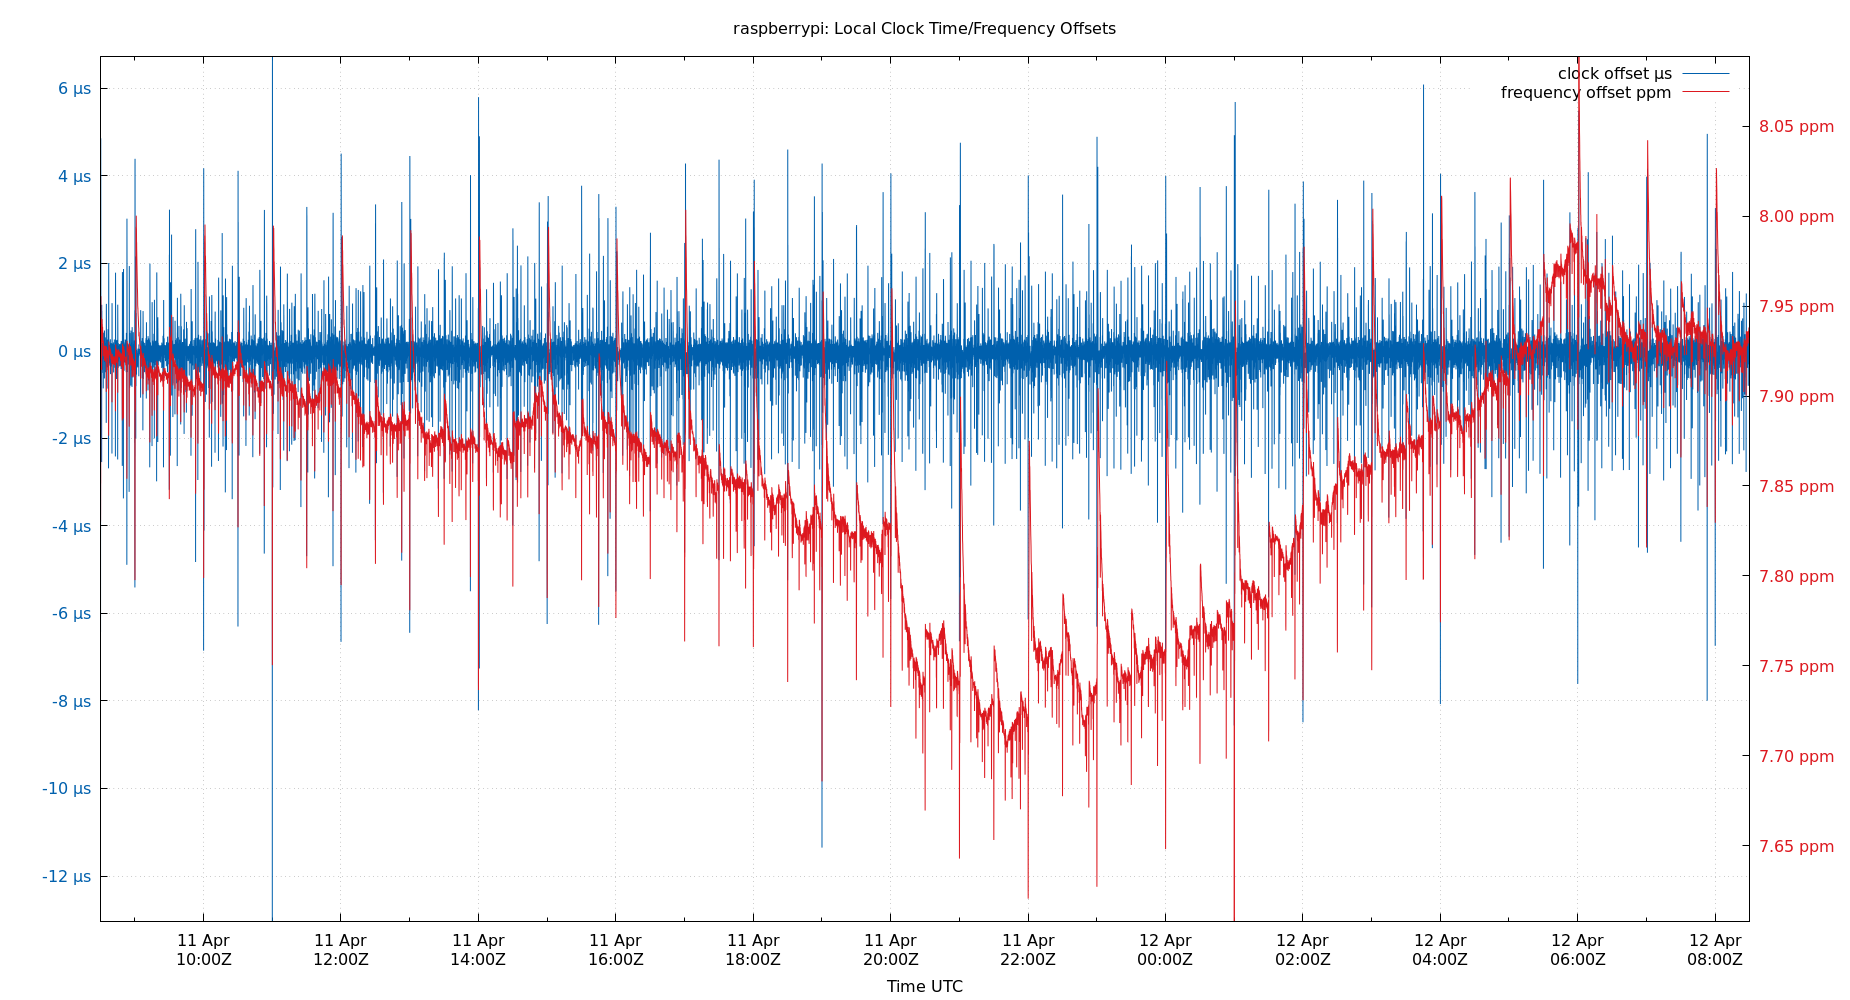 raspberrypi: Local Clock Time/Frequency Offsets
clock offset µs
frequency offset ppm
6 µs
4 µs
2 µs
0 µs
-2 µs
-4 µs
-6 µs
-8 µs
-10 µs
-12 µs
8.05 ppm
8.00 ppm
7.95 ppm
7.90 ppm
7.85 ppm
7.80 ppm
7.75 ppm
7.70 ppm
7.65 ppm
11 Apr 11 Apr 11 Apr 11 Apr 11 Apr 11 Apr 11 Apr 12 Apr 12 Apr 12 Apr 12 Apr 12 Apr
10:00Z 12:00Z 14:00Z 16:00Z 18:00Z 20:00Z 22:00Z 00:00Z 02:00Z 04:00Z 06:00Z 08:00Z
Time UTC